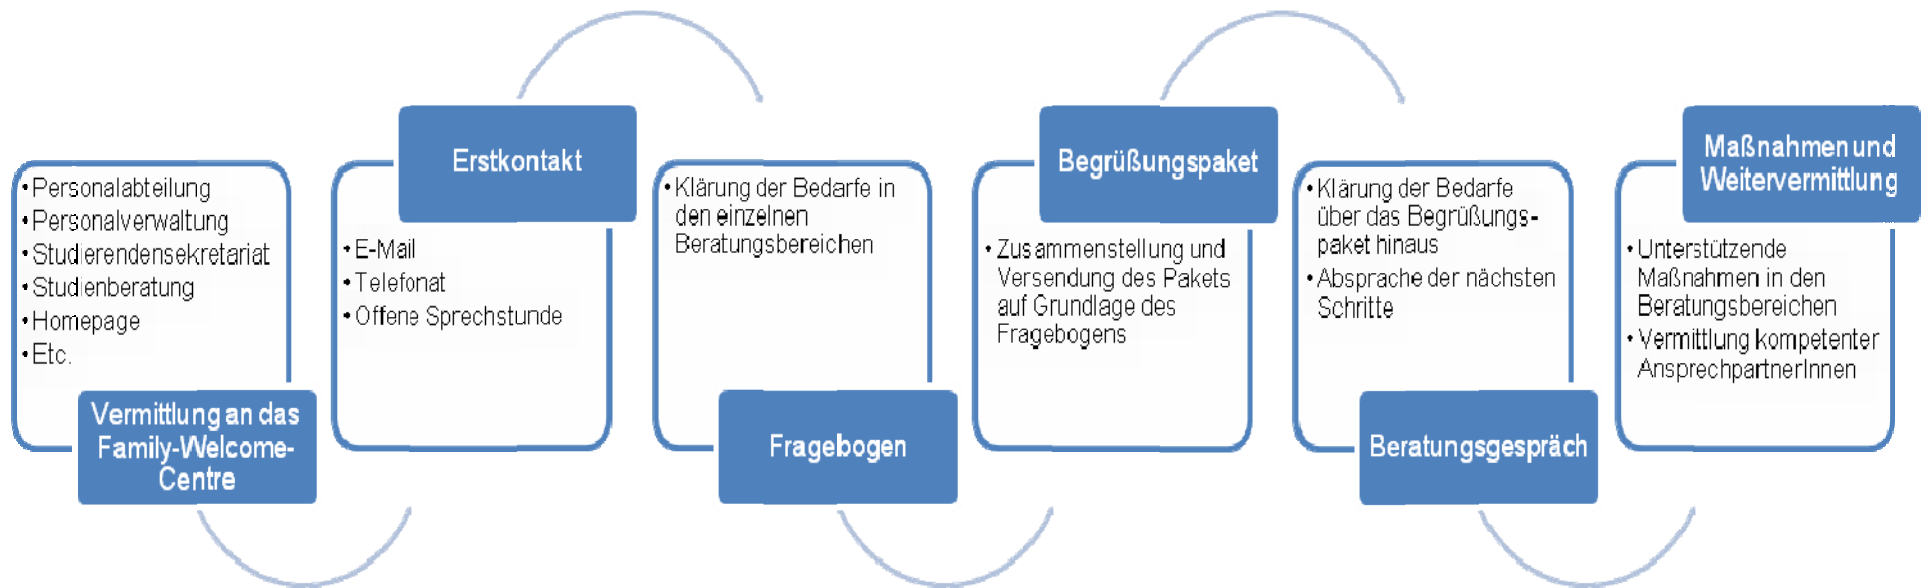 • Personalabteilung
• Personalverwaltung
• Studierendensekretariat
• Studienberatung
• Homepage
• Etc.
Vermittlung an das
Family-Welcome-
Centre
Erstkontakt
• E-Mail
• Telefonat
• Offene Sprechstunde
• Klärung der Bedarfe in
den einzelnen
Beratungsbereichen
Fragebogen
Begrüßungspaket
• Zusammenstellung und
Versendung des Pakets
auf Grundlage des
Fragebogens
• Klärung der Bedarfe
über das Begrüßungs-
paket hinaus
• Absprache der nächsten
Schritte
Beratungsgespräch
Maßnahmen und
Weitervermittlung
• Unterstützende
Maßnahmen in den
Beratungsbereichen
• Vermittlung kompetenter
AnsprechpartnerInnen